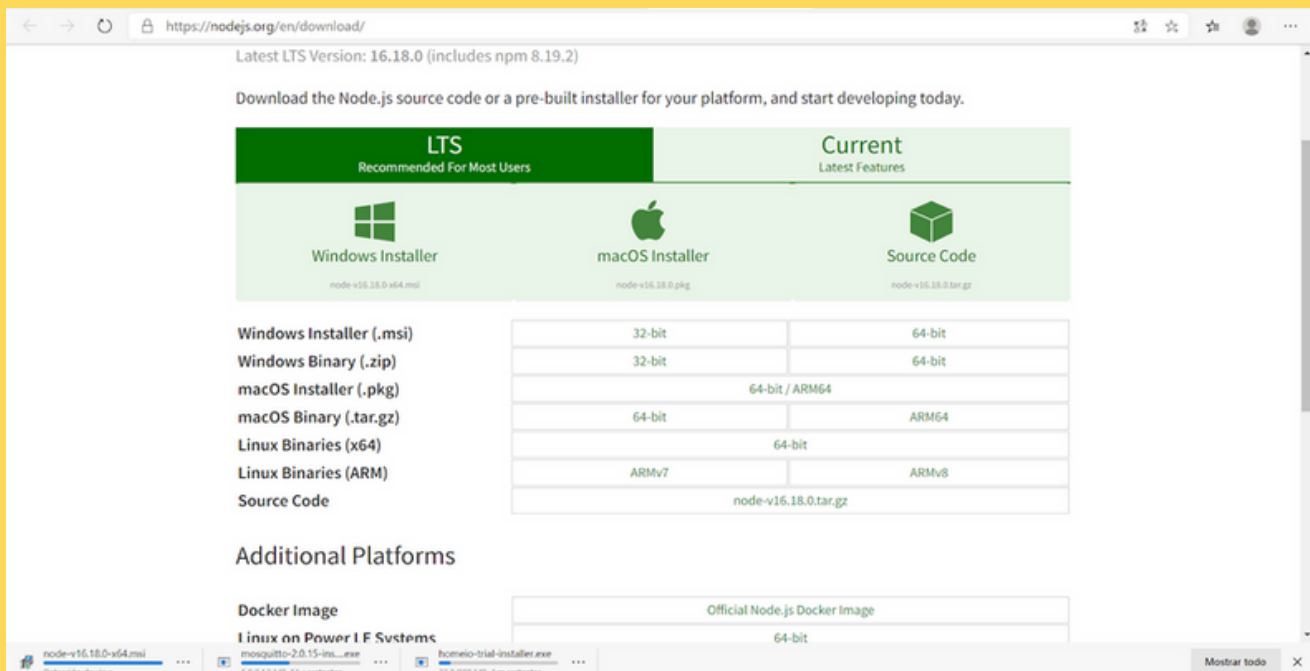 https://nodejs.org/en/download/
Latest LTS Version: 16.18.0 (includes npm 8.19.2)
Download the Node.js source code or a pre-built installer for your platform, and start developing today.
LTS Current
Recommended For Most Users Latest Features
Windows Installer macOS Installer Source Code
node-v16.18.0-x64.msi node-v16.18.0.pkg node-v16.18.0.tar.gz
Windows Installer (.msi) 32-bit 64-bit
Windows Binary (.zip) 32-bit 64-bit
macOS Installer (.pkg) 64-bit / ARM64
macOS Binary (.tar.gz) 64-bit ARM64
Linux Binaries (x64) 64-bit
Linux Binaries (ARM) ARMv7 ARMv8
Source Code node-v16.18.0.tar.gz
Additional Platforms
Docker Image Official Node.js Docker Image
Linux on Power LE Systems 64-bit
node-v16.18.0-x64.msi mosquitto-2.0.15-ins....exe homeio-trial-installer.exe
Mostrar todo